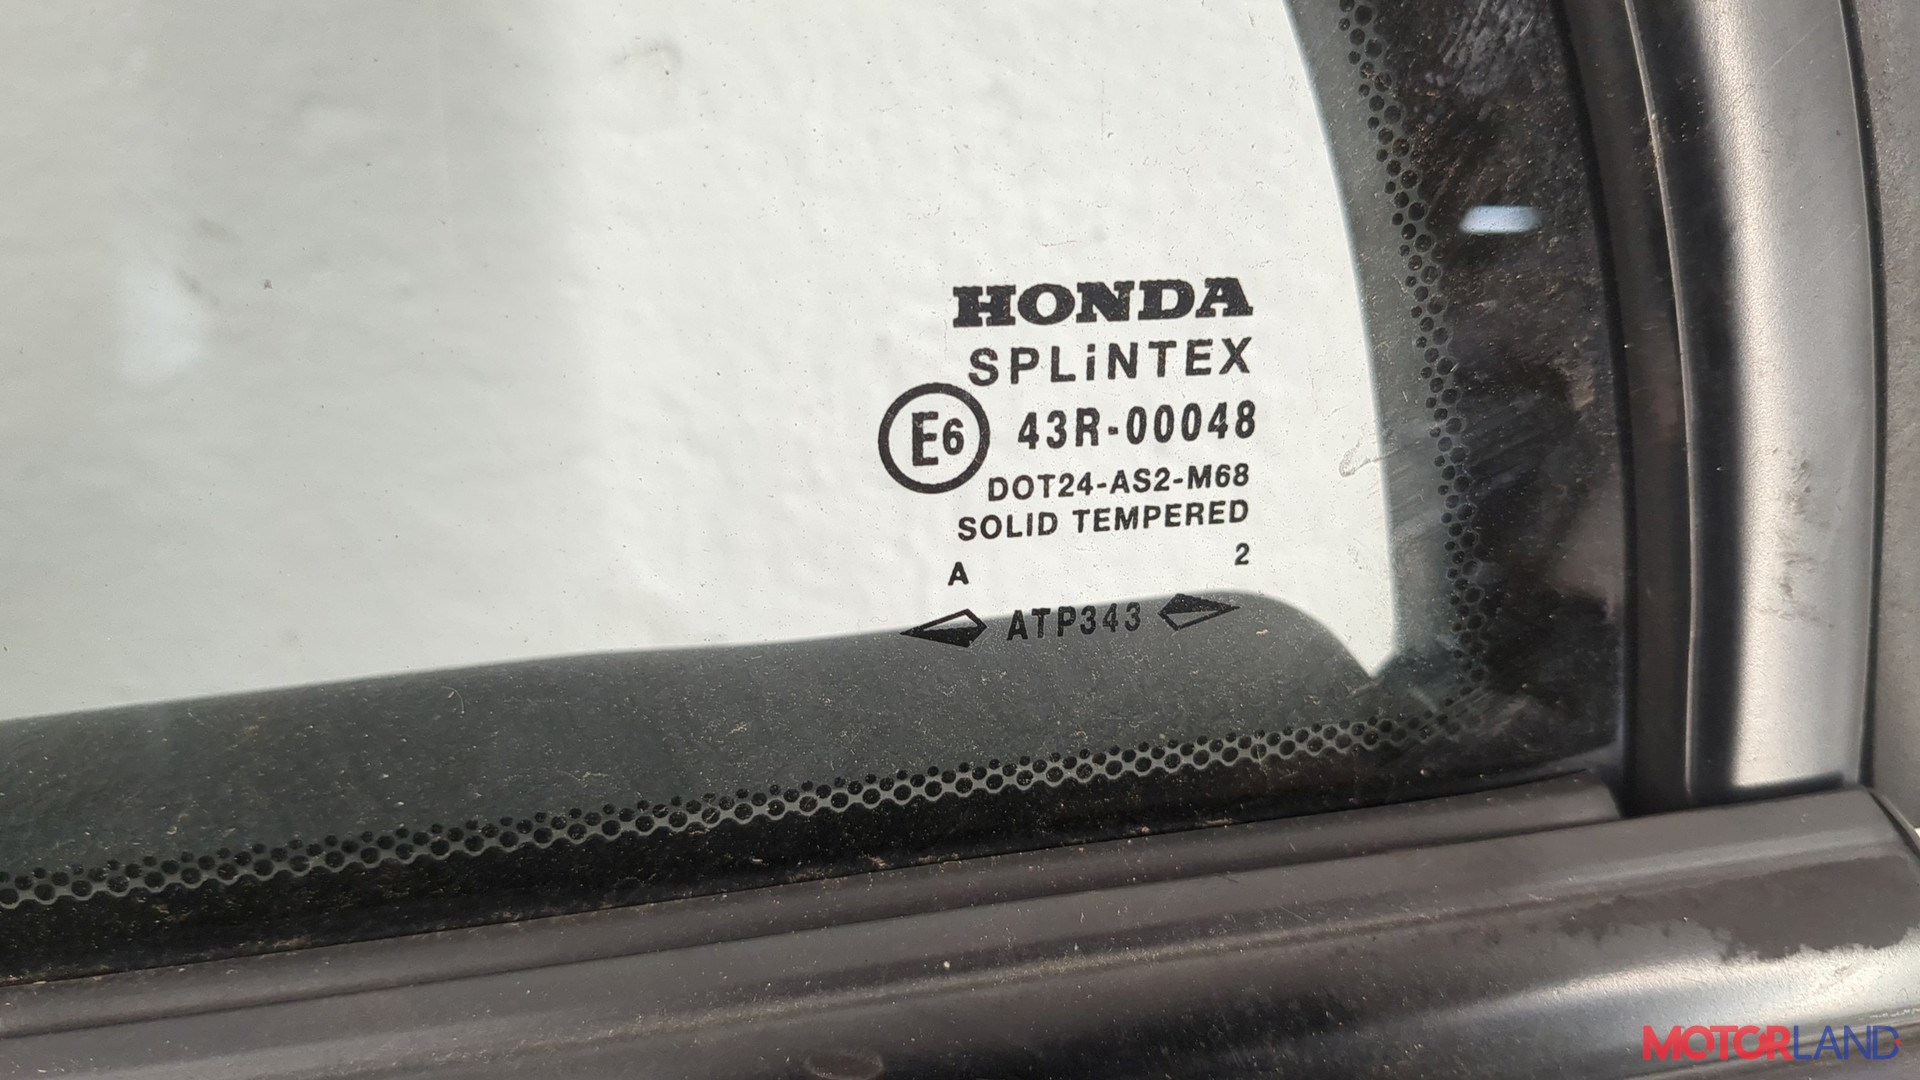 HONDA
SPLiNTEX
E6 43R-00048
DOT24-AS2-M68
SOLID TEMPERED
A 2
ATP343
MOTORLAND